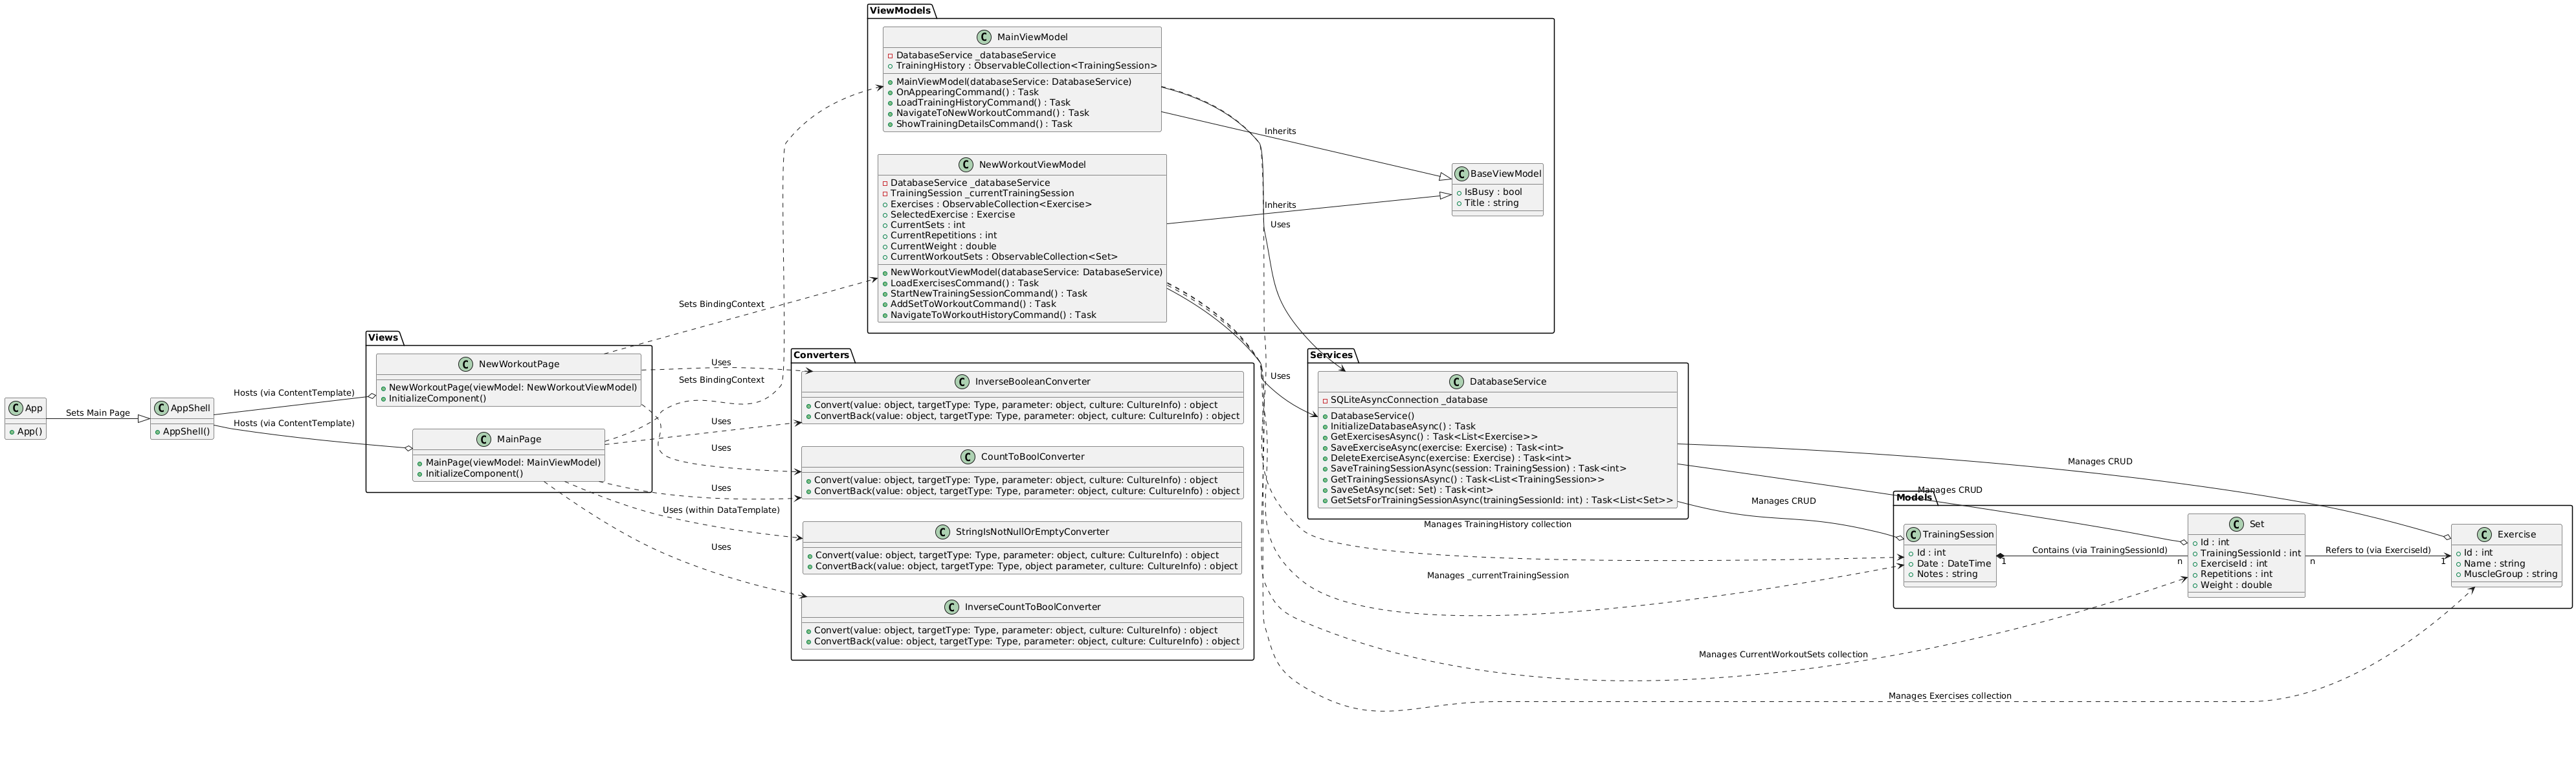 ViewModels
C MainViewModel
DatabaseService _databaseService
TrainingHistory : ObservableCollection<TrainingSession>
MainViewModel(databaseService: DatabaseService)
OnAppearingCommand() : Task
LoadTrainingHistoryCommand() : Task
NavigateToNewWorkoutCommand() : Task
ShowTrainingDetailsCommand() : Task
C NewWorkoutViewModel
DatabaseService _databaseService
TrainingSession _currentTrainingSession
Exercises : ObservableCollection<Exercise>
SelectedExercise : Exercise
CurrentSets : int
CurrentRepetitions : int
CurrentWeight : double
CurrentWorkoutSets : ObservableCollection<Set>
NewWorkoutViewModel(databaseService: DatabaseService)
LoadExercisesCommand() : Task
StartNewTrainingSessionCommand() : Task
AddSetToWorkoutCommand() : Task
NavigateToWorkoutHistoryCommand() : Task
Inherits
Inherits
Uses
C BaseViewModel
IsBusy : bool
Title : string
Sets BindingContext
Sets BindingContext
Views
C NewWorkoutPage
NewWorkoutPage(viewModel: NewWorkoutViewModel)
InitializeComponent()
C MainPage
MainPage(viewModel: MainViewModel)
InitializeComponent()
C App
App()
Sets Main Page
C AppShell
AppShell()
Hosts (via ContentTemplate)
Hosts (via ContentTemplate)
Uses
Uses
Uses
Uses
Uses (within DataTemplate)
Uses
Converters
C InverseBooleanConverter
Convert(value: object, targetType: Type, parameter: object, culture: CultureInfo) : object
ConvertBack(value: object, targetType: Type, parameter: object, culture: CultureInfo) : object
C CountToBoolConverter
Convert(value: object, targetType: Type, parameter: object, culture: CultureInfo) : object
ConvertBack(value: object, targetType: Type, parameter: object, culture: CultureInfo) : object
C StringIsNotNullOrEmptyConverter
Convert(value: object, targetType: Type, parameter: object, culture: CultureInfo) : object
ConvertBack(value: object, targetType: Type, object parameter, culture: CultureInfo) : object
C InverseCountToBoolConverter
Convert(value: object, targetType: Type, parameter: object, culture: CultureInfo) : object
ConvertBack(value: object, targetType: Type, parameter: object, culture: CultureInfo) : object
Uses
Services
C DatabaseService
SQLiteAsyncConnection _database
DatabaseService()
InitializeDatabaseAsync() : Task
GetExercisesAsync() : Task<List<Exercise>>
SaveExerciseAsync(exercise: Exercise) : Task<int>
DeleteExerciseAsync(exercise: Exercise) : Task<int>
SaveTrainingSessionAsync(session: TrainingSession) : Task<int>
GetTrainingSessionsAsync() : Task<List<TrainingSession>>
SaveSetAsync(set: Set) : Task<int>
GetSetsForTrainingSessionAsync(trainingSessionId: int) : Task<List<Set>>
Manages CRUD
Manages CRUD
Manages CRUD
Manages TrainingHistory collection
Manages _currentTrainingSession
Manages CurrentWorkoutSets collection
Manages Exercises collection
Models
C TrainingSession
Id : int
Date : DateTime
Notes : string
1
Contains (via TrainingSessionId)
n
C Set
Id : int
TrainingSessionId : int
ExerciseId : int
Repetitions : int
Weight : double
n
Refers to (via ExerciseId)
1
C Exercise
Id : int
Name : string
MuscleGroup : string